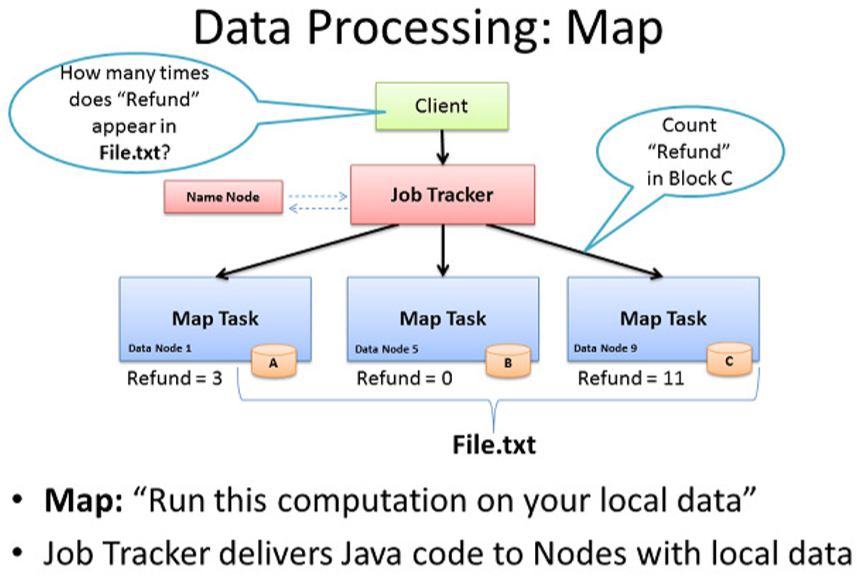 Data Processing: Map
How many times
does “Refund”
appear in
File.txt?
Client
Count
“Refund”
in Block C
Name Node
Job Tracker
Map Task
Data Node 1
A
Refund = 3
Map Task
Data Node 5
B
Refund = 0
Map Task
Data Node 9
C
Refund = 11
File.txt
• Map: “Run this computation on your local data”
• Job Tracker delivers Java code to Nodes with local data